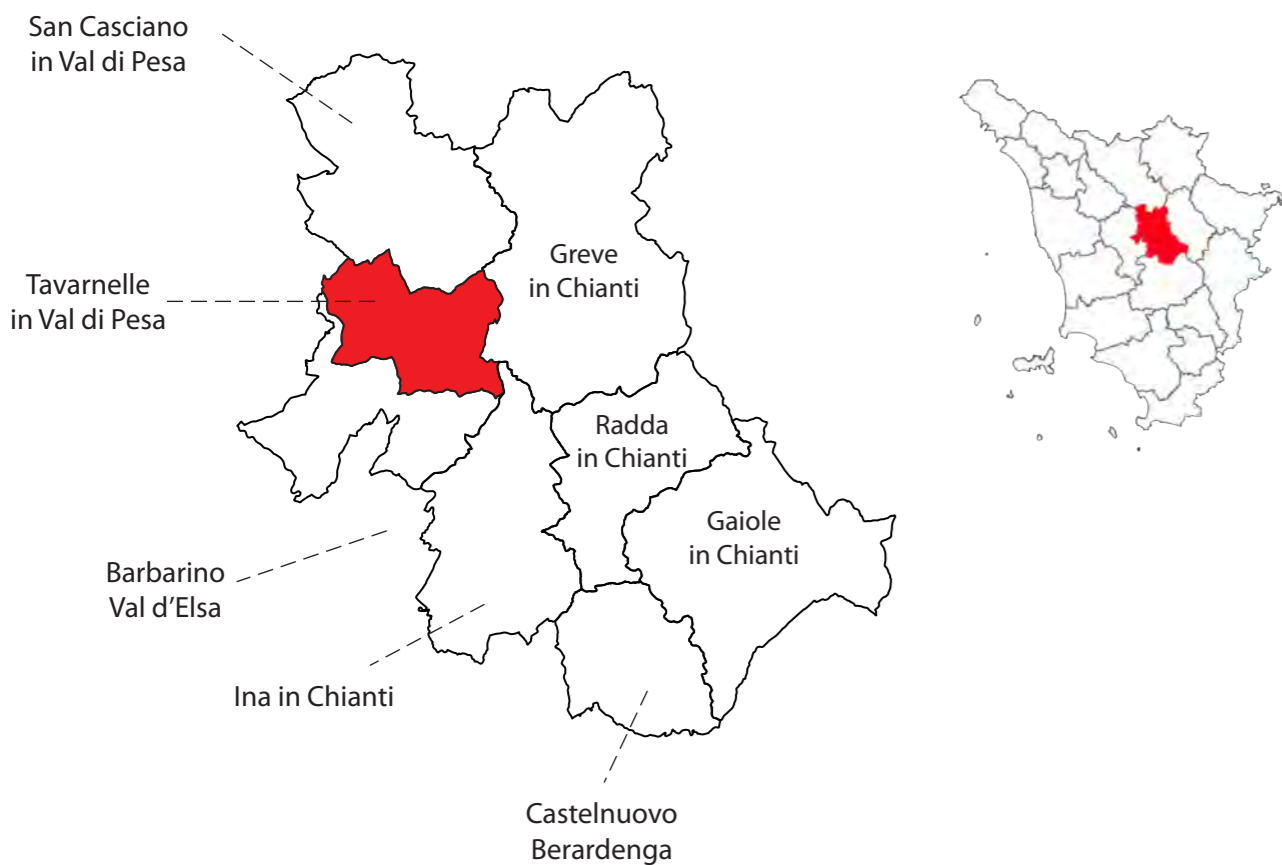 San Casciano
in Val di Pesa
Greve
in Chianti
Tavarnelle
in Val di Pesa
Radda
in Chianti
Gaiole
in Chianti
Barbarino
Val d'Elsa
Ina in Chianti
Castelnuovo
Berardenga